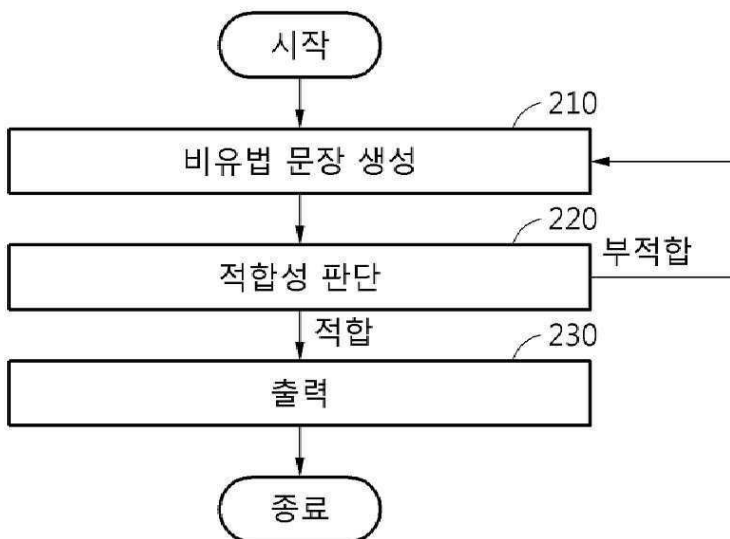 시작
210
비유법 문장 생성
220
적합성 판단
부적합
적합
230
출력
종료